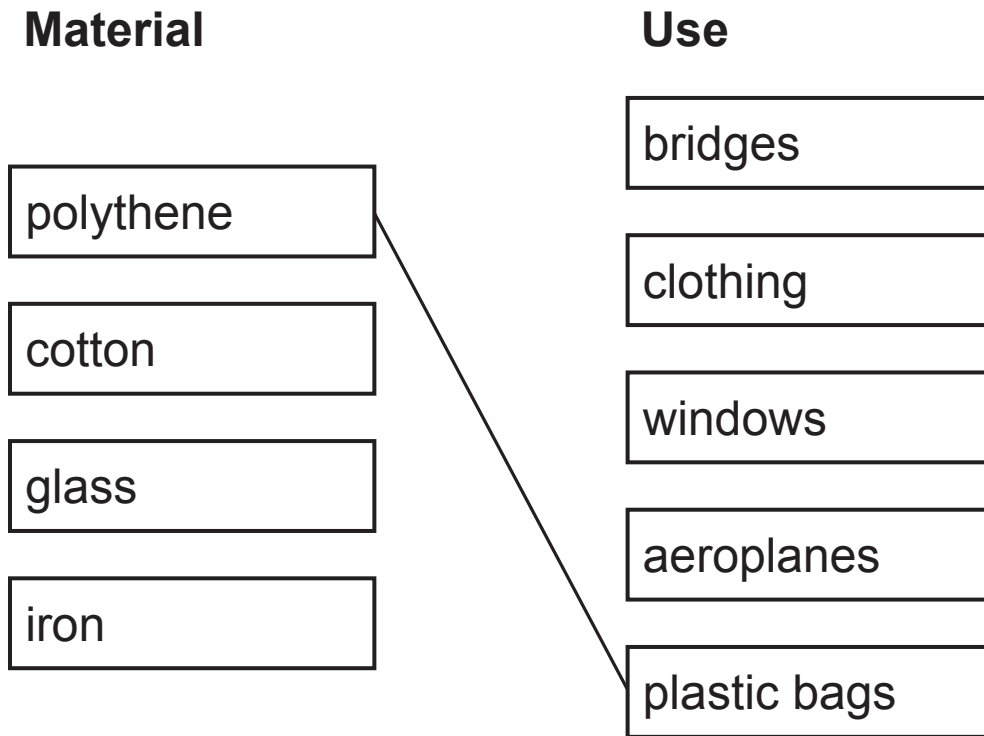 Material
polythene
cotton
glass
iron
Use
bridges
clothing
windows
aeroplanes
plastic bags